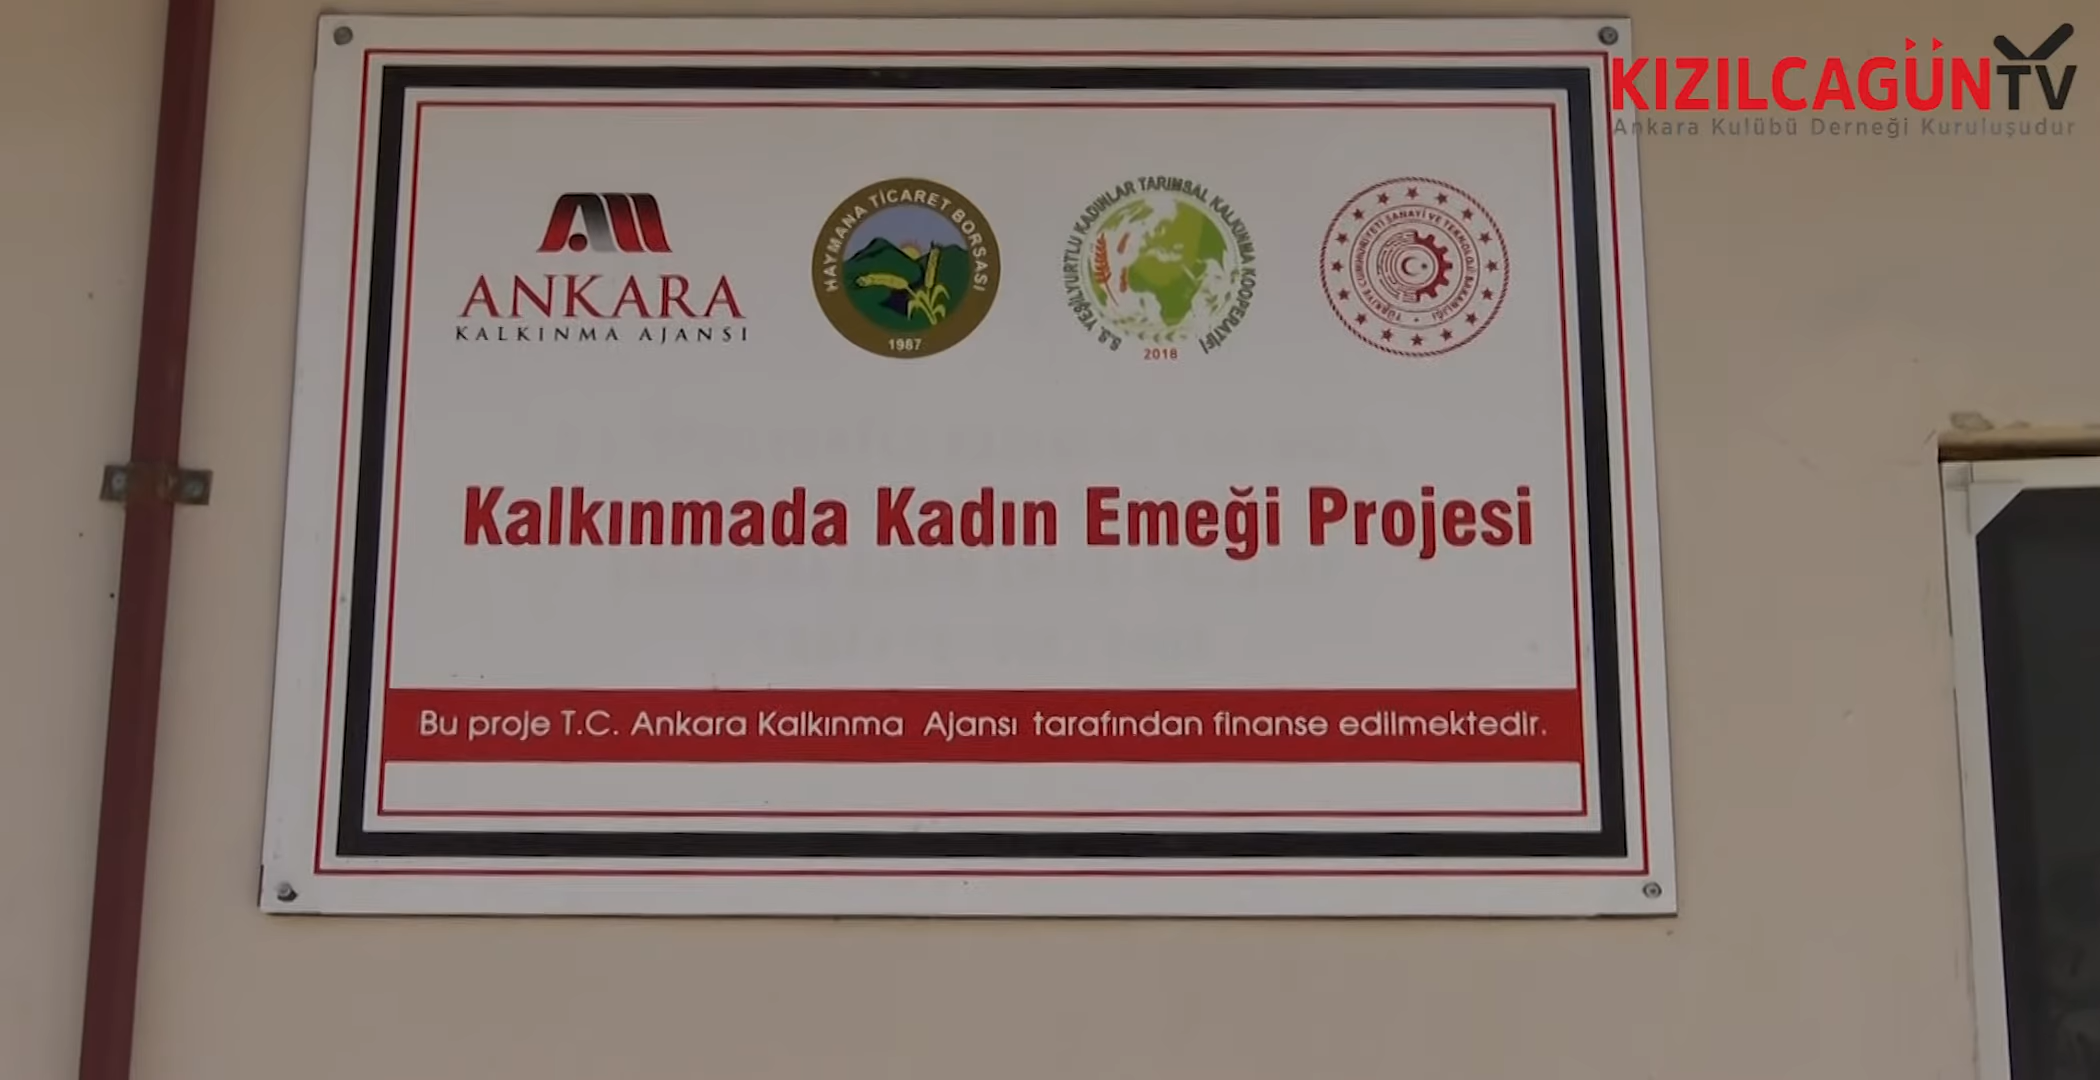 KIZILCAGÜNTV
Ankara Kulübü Derneği Kuruluşudur
ANKARA
KALKINMA AJANSI
HAYMANA TİCARET BORSASI
1987
S.S. YEŞİLYURTLU KADINLAR TARIMSAL KALKINMA KOOPERATİFİ
2018
TÜRKİYE CUMHURİYETİ SANAYİ VE TEKNOLOJİ BAKANLIĞI
Kalkınmada Kadın Emeği Projesi
Bu proje T.C. Ankara Kalkınma Ajansı tarafından finanse edilmektedir.